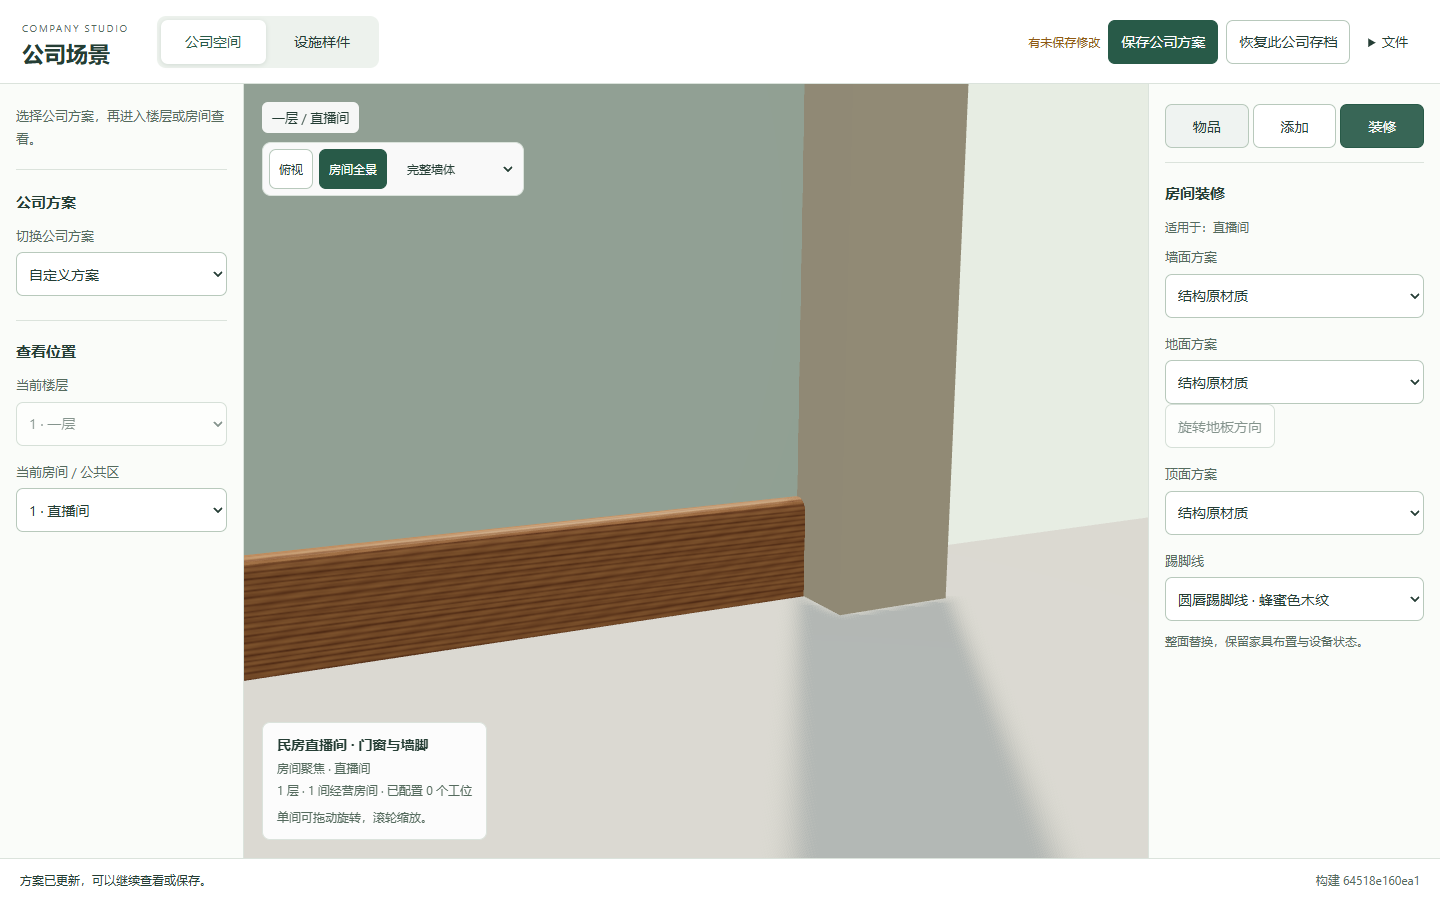 COMPANY STUDIO
公司场景
公司空间
设施样件
有未保存修改
保存公司方案
恢复此公司存档
▶ 文件
选择公司方案，再进入楼层或房间查
看。
公司方案
切换公司方案
自定义方案
查看位置
当前楼层
1 · 一层
当前房间 / 公共区
1 · 直播间
一层 / 直播间
俯视
房间全景
完整墙体
民房直播间 · 门窗与墙脚
房间聚焦 · 直播间
1 层 · 1 间经营房间 · 已配置 0 个工位
单间可拖动旋转，滚轮缩放。
物品
添加
装修
房间装修
适用于：直播间
墙面方案
结构原材质
地面方案
结构原材质
旋转地板方向
顶面方案
结构原材质
踢脚线
圆唇踢脚线 · 蜂蜜色木纹
整面替换，保留家具布置与设备状态。
方案已更新，可以继续查看或保存。
构建 64518e160ea1